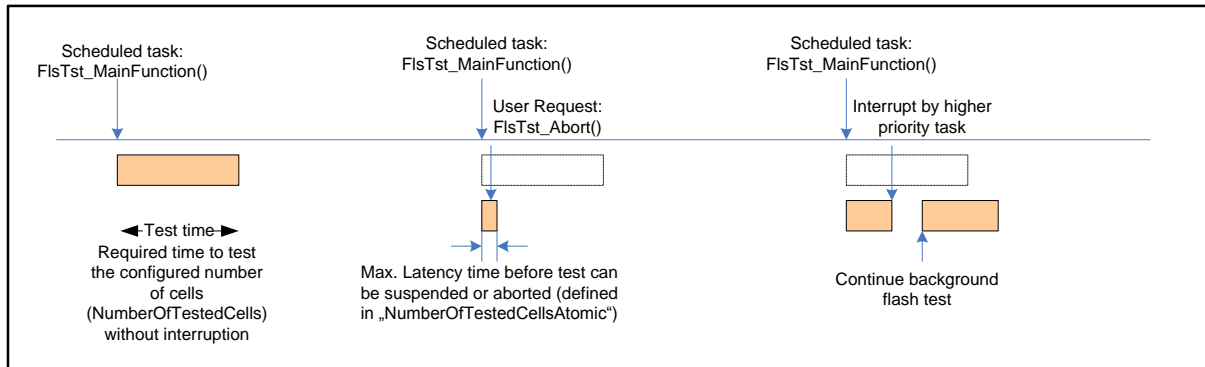 Scheduled task:
FlsTst_MainFunction()
Test time
Required time to test
the configured number
of cells
(NumberOfTestedCells)
without interruption
Scheduled task:
FlsTst_MainFunction()
User Request:
FlsTst_Abort()
Max. Latency time before test can
be suspended or aborted (defined
in „NumberOfTestedCellsAtomic“)
Scheduled task:
FlsTst_MainFunction()
Interrupt by higher
priority task
Continue background
flash test